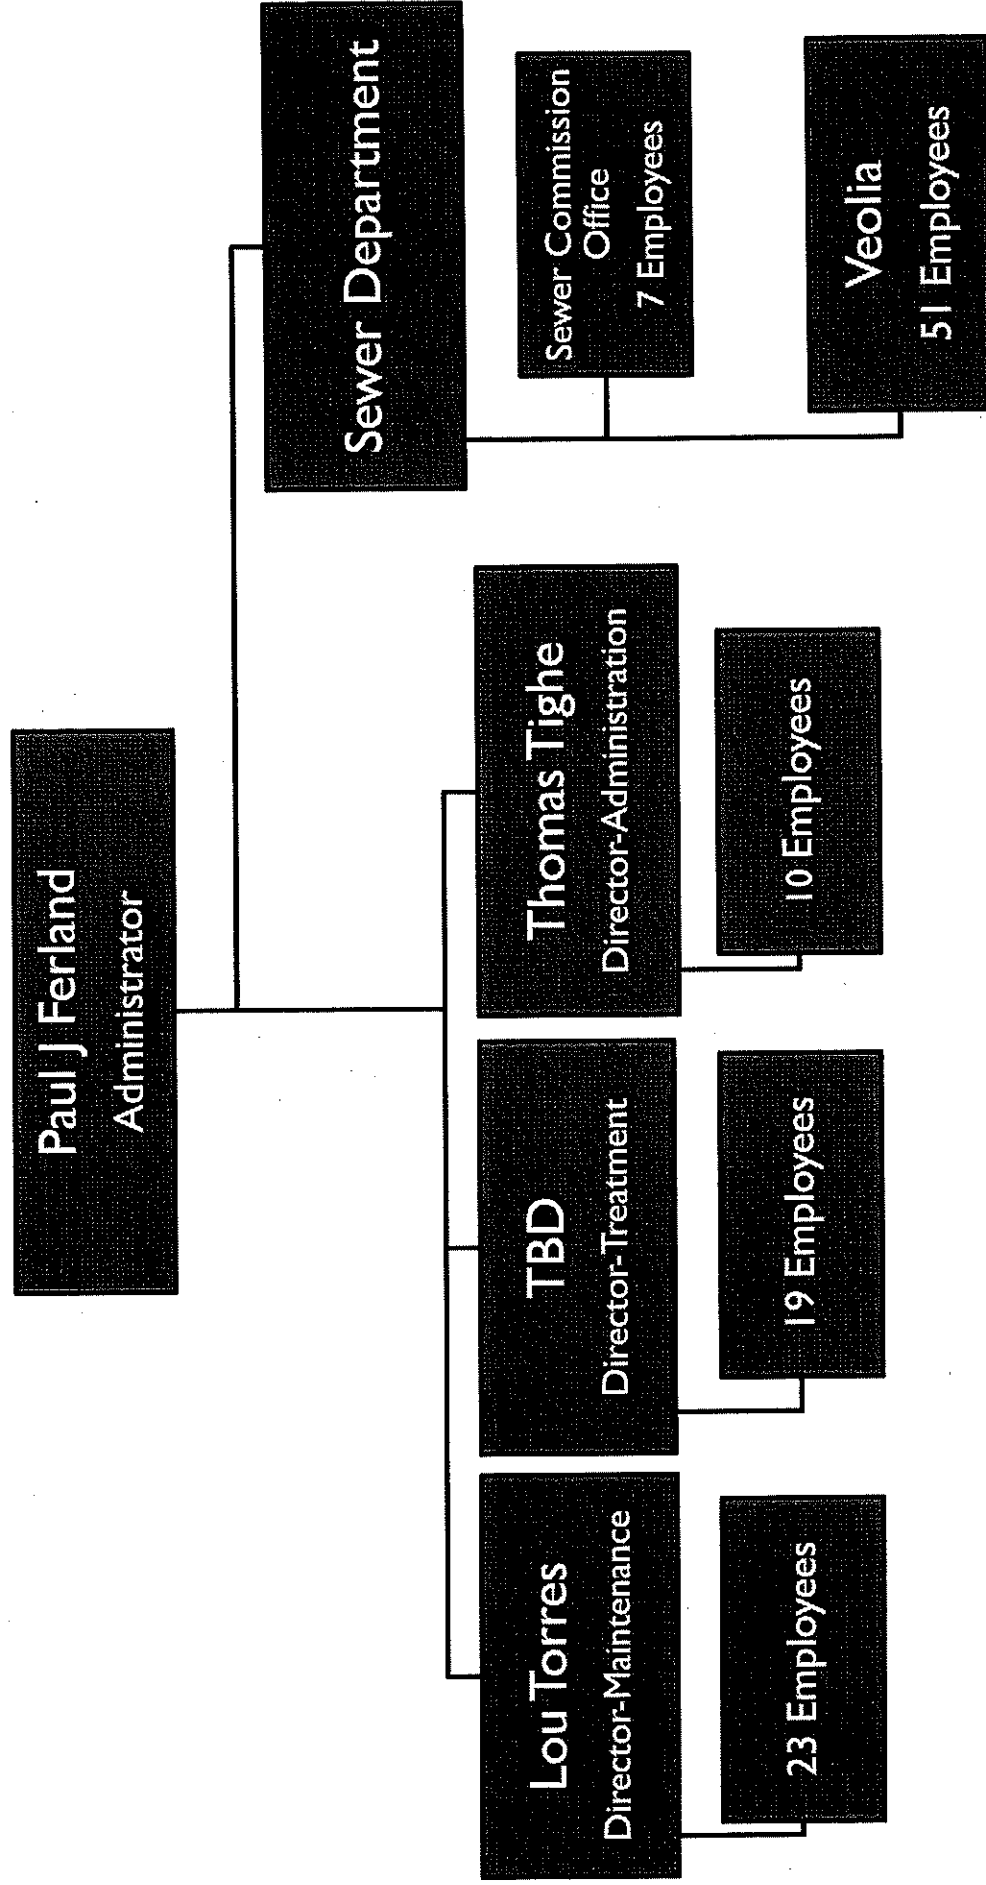 Paul J Ferland
Administrator
Sewer Department
Sewer Commission
Office
7 Employees
Veolia
51 Employees
Lou Torres
Director-Maintenance
23 Employees
TBD
Director-Treatment
19 Employees
Thomas Tighe
Director-Administration
10 Employees